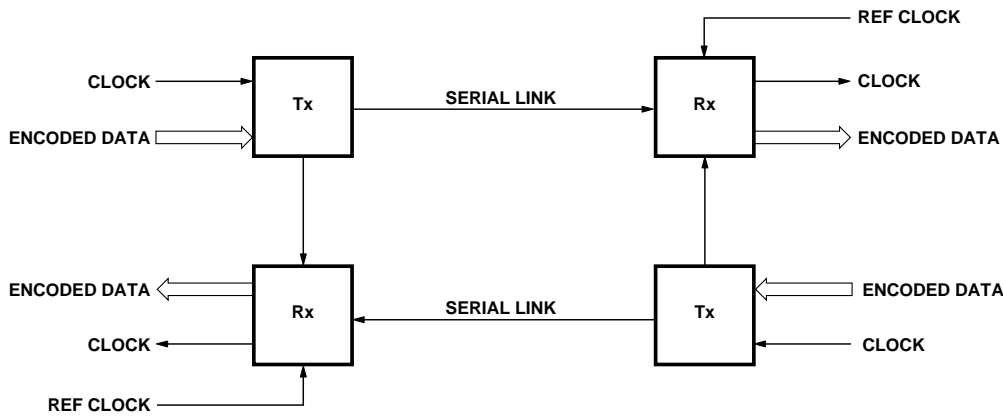 REF CLOCK
CLOCK
Tx
SERIAL LINK
Rx
CLOCK
ENCODED DATA
ENCODED DATA
ENCODED DATA
Rx
SERIAL LINK
Tx
ENCODED DATA
CLOCK
CLOCK
REF CLOCK